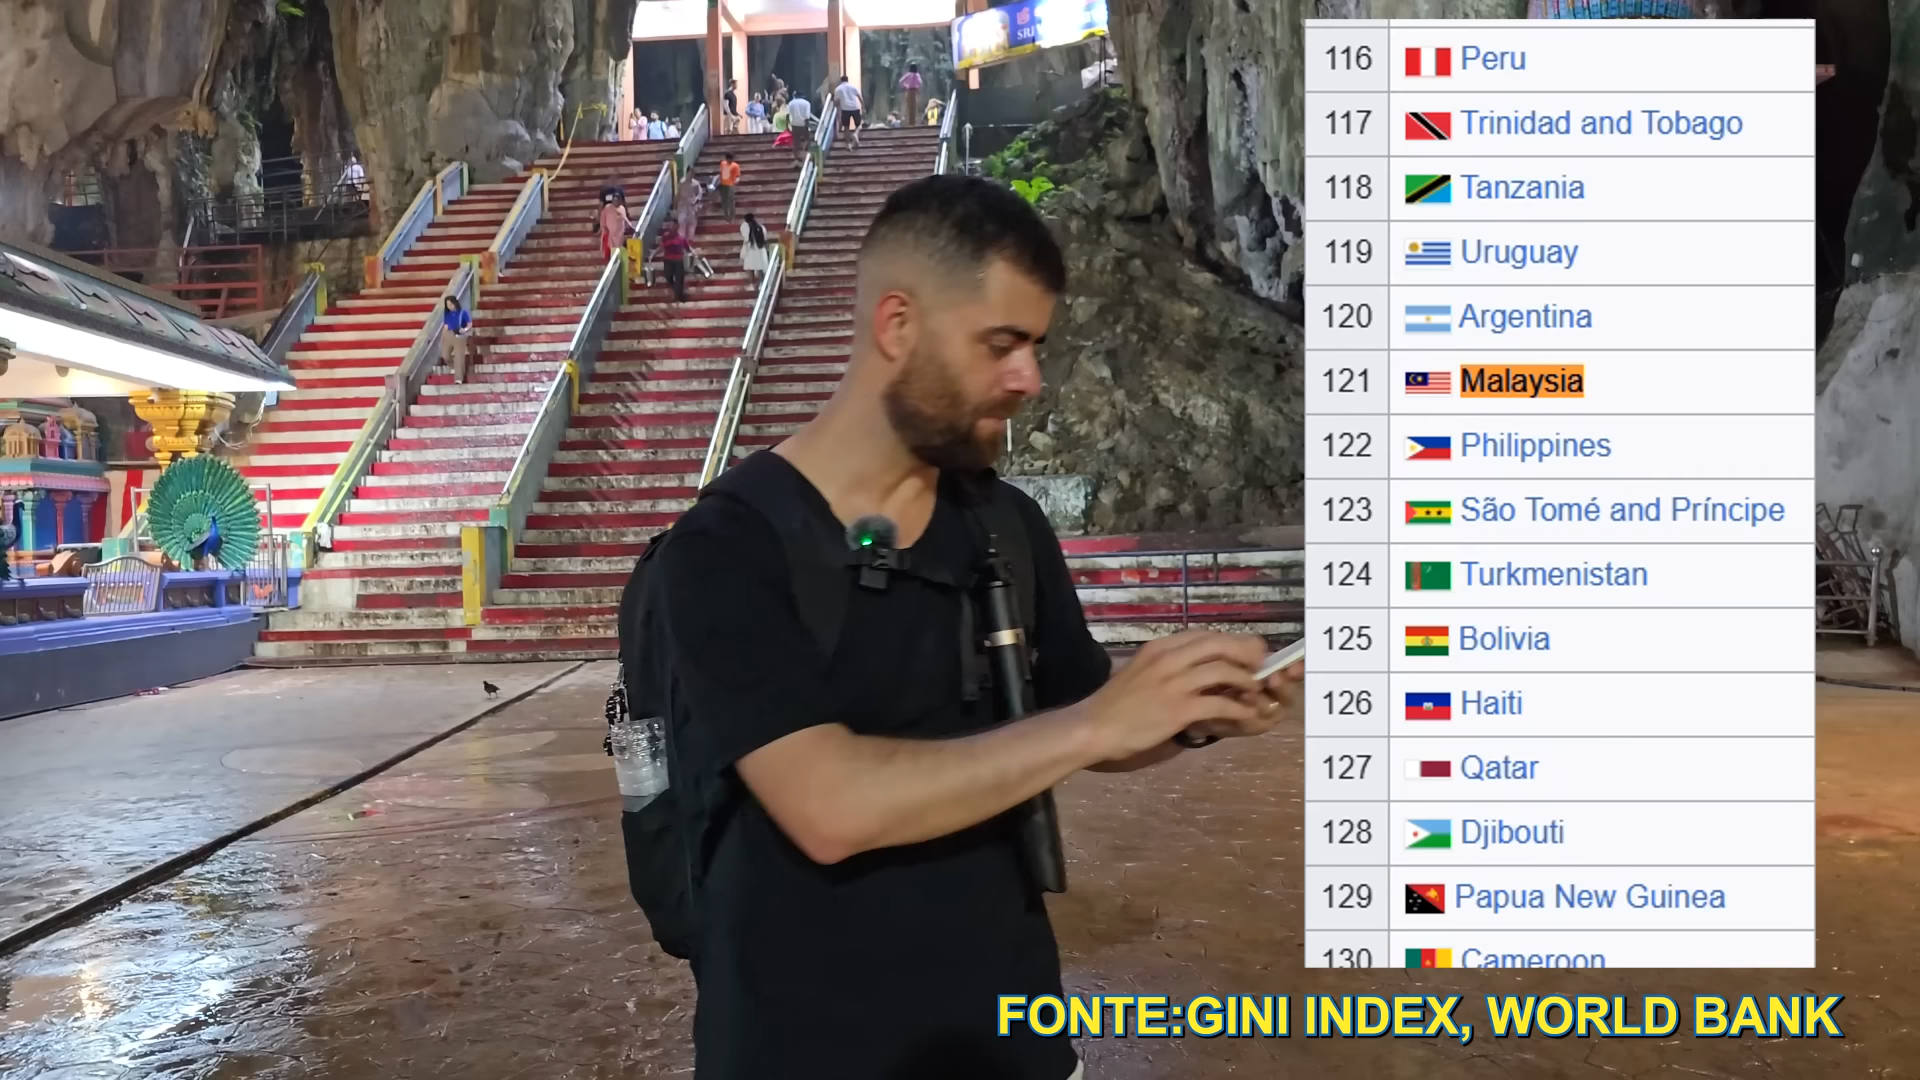 SRI
116 Peru
117 Trinidad and Tobago
118 Tanzania
119 Uruguay
120 Argentina
121 Malaysia
122 Philippines
123 São Tomé and Príncipe
124 Turkmenistan
125 Bolivia
126 Haiti
127 Qatar
128 Djibouti
129 Papua New Guinea
130 Cameroon
FONTE:GINI INDEX, WORLD BANK